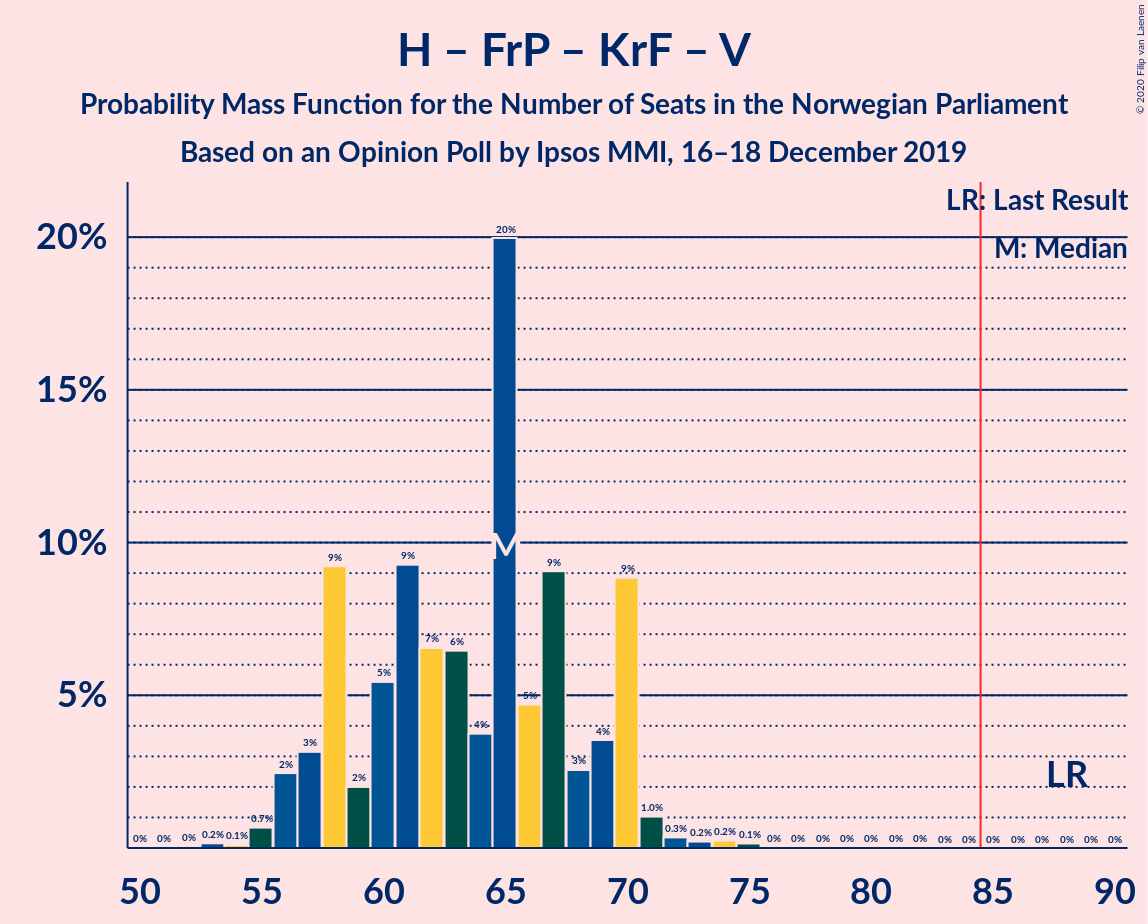 H – FrP – KrF – V
Probability Mass Function for the Number of Seats in the Norwegian Parliament
Based on an Opinion Poll by Ipsos MMI, 16–18 December 2019
© 2020 Filip van Laenen
LR: Last Result
M: Median
20%
15%
10%
5%
0% 0% 0% 0.2% 0.1% 0.7% 2% 3% 9% 2% 5% 9% 7% 6% 4% 20% 5% 9% 3% 4% 9% 1.0% 0.3% 0.2% 0.2% 0.1% 0% 0% 0% 0% 0% 0% 0% 0% 0% 0% 0% 0% 0% 0% 0%
M
LR
50 55 60 65 70 75 80 85 90